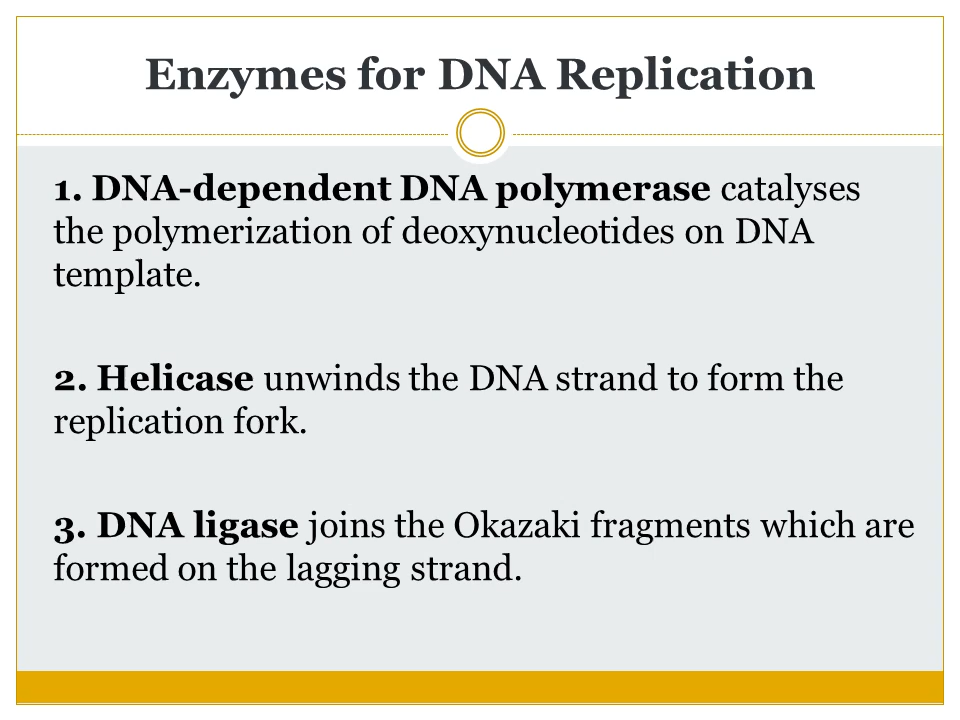 Enzymes for DNA Replication
1. DNA-dependent DNA polymerase catalyses
the polymerization of deoxynucleotides on DNA
template.
2. Helicase unwinds the DNA strand to form the
replication fork.
3. DNA ligase joins the Okazaki fragments which are
formed on the lagging strand.